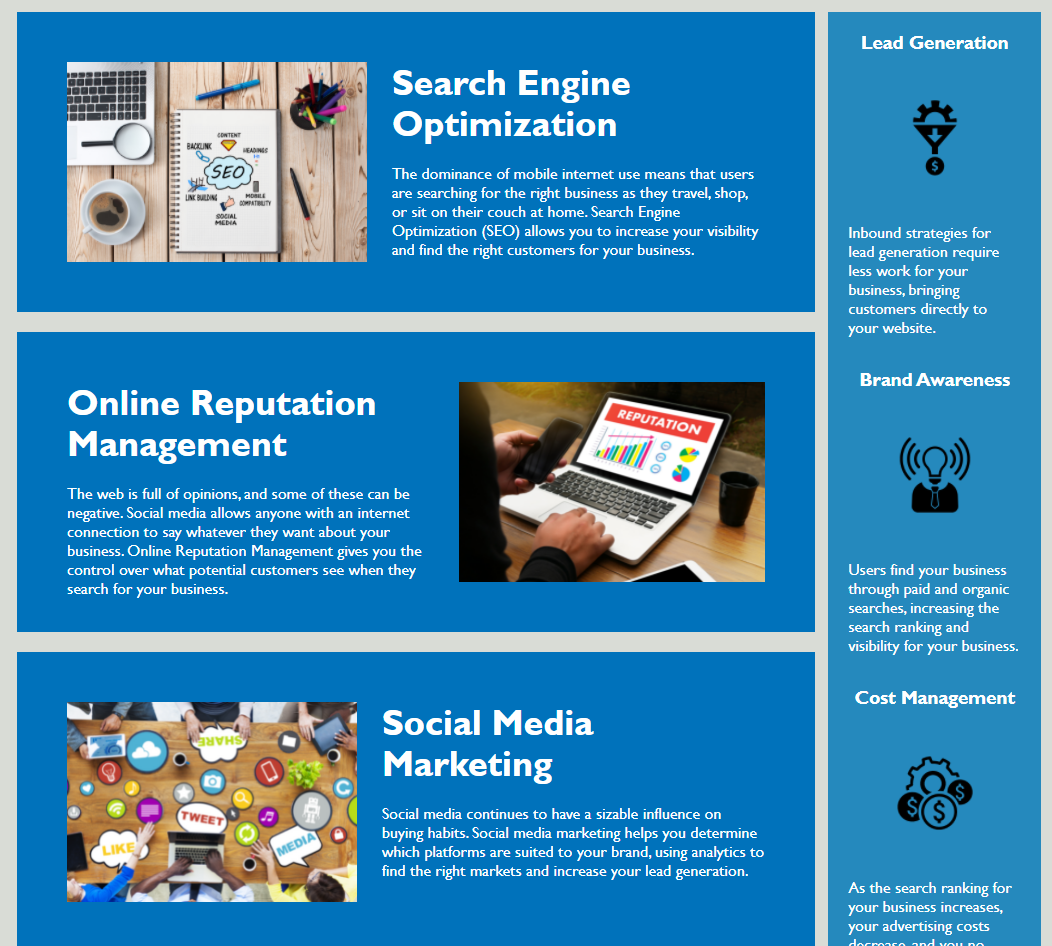 Search Engine
Optimization
The dominance of mobile internet use means that users
are searching for the right business as they travel, shop,
or sit on their couch at home. Search Engine
Optimization (SEO) allows you to increase your visibility
and find the right customers for your business.
CONTENT
BACKLINK
HEADINGS
SEO
LINK BUILDING
MOBILE
COMPATIBILITY
SOCIAL
MEDIA
Online Reputation
Management
The web is full of opinions, and some of these can be
negative. Social media allows anyone with an internet
connection to say whatever they want about your
business. Online Reputation Management gives you the
control over what potential customers see when they
search for your business.
REPUTATION
Social Media
Marketing
Social media continues to have a sizable influence on
buying habits. Social media marketing helps you determine
which platforms are suited to your brand, using analytics to
find the right markets and increase your lead generation.
SHARE
TWEET
LIKE
MEDIA
Lead Generation
$
Inbound strategies for
lead generation require
less work for your
business, bringing
customers directly to
your website.
Brand Awareness
Users find your business
through paid and organic
searches, increasing the
search ranking and
visibility for your business.
Cost Management
$ $ $
As the search ranking for
your business increases,
your advertising costs
decrease, and you no